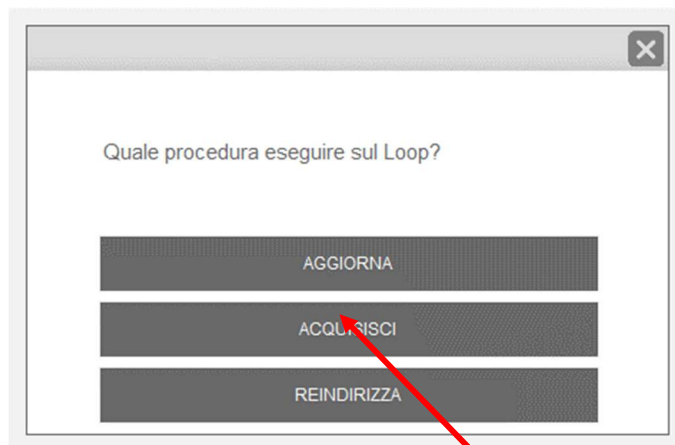 Quale procedura eseguire sul Loop?
AGGIORNA
ACQUISISCI
REINDIRIZZA